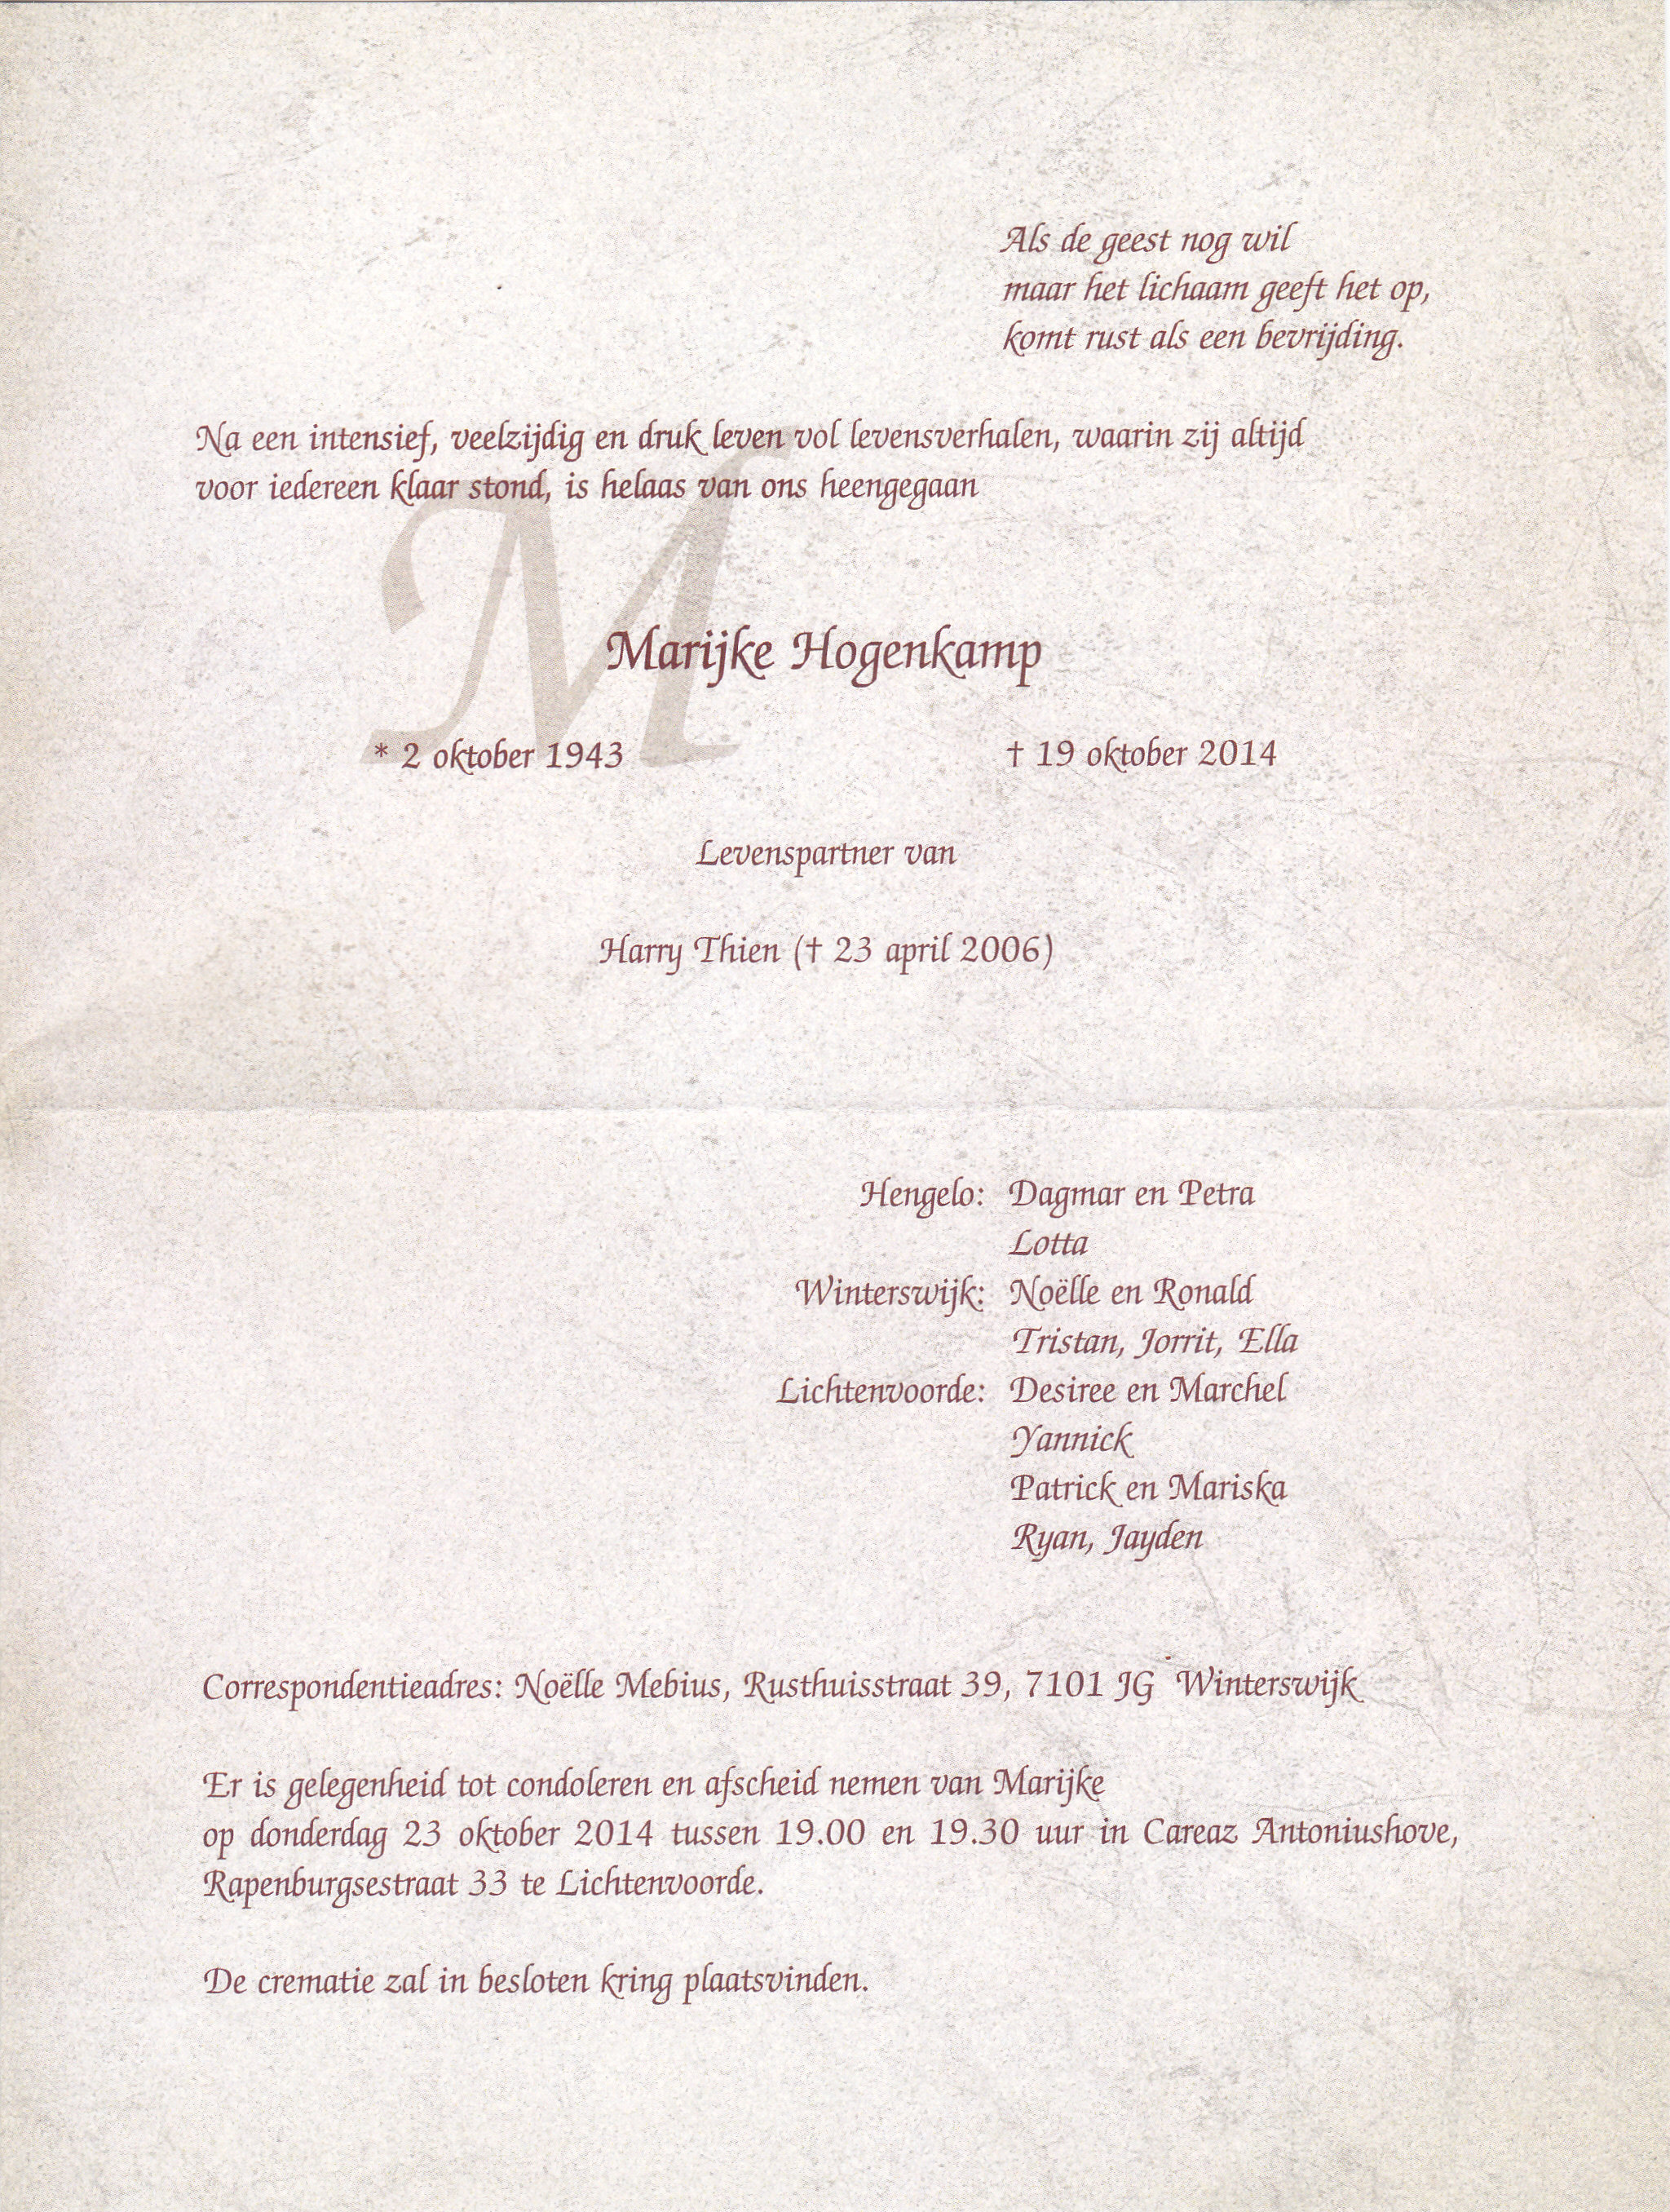 Als de geest nog wil
maar het lichaam geeft het op,
komt rust als een bevrijding.
Na een intensief, veelzijdig en druk leven vol levensverhalen, waarin zij altijd
voor iedereen klaar stond, is helaas van ons heengegaan
M
Marijke Hogenkamp
* 2 oktober 1943 † 19 oktober 2014
Levenspartner van
Harry Thien († 23 april 2006)
Hengelo: Dagmar en Petra
Lotta
Winterswijk: Noëlle en Ronald
Tristan, Jorrit, Ella
Lichtenvoorde: Desiree en Marchel
Yannick
Patrick en Mariska
Ryan, Jayden
Correspondentieadres: Noëlle Mebius, Rusthuisstraat 39, 7101 JG Winterswijk
Er is gelegenheid tot condoleren en afscheid nemen van Marijke
op donderdag 23 oktober 2014 tussen 19.00 en 19.30 uur in Careaz Antoniushove,
Rapenburgsestraat 33 te Lichtenvoorde.
De crematie zal in besloten kring plaatsvinden.